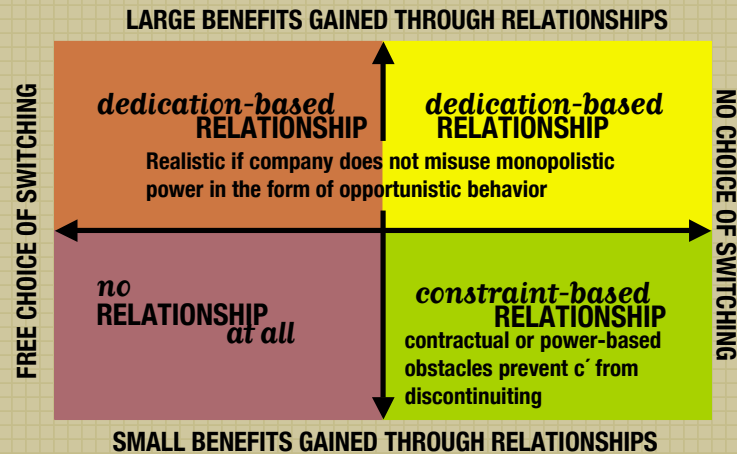 LARGE BENEFITS GAINED THROUGH RELATIONSHIPS
FREE CHOICE OF SWITCHING
dedication-based
RELATIONSHIP
dedication-based
RELATIONSHIP
Realistic if company does not misuse monopolistic
power in the form of opportunistic behavior
NO CHOICE OF SWITCHING
no
RELATIONSHIP
at all
constraint-based
RELATIONSHIP
contractual or power-based
obstacles prevent c´ from
discontinuiting
SMALL BENEFITS GAINED THROUGH RELATIONSHIPS